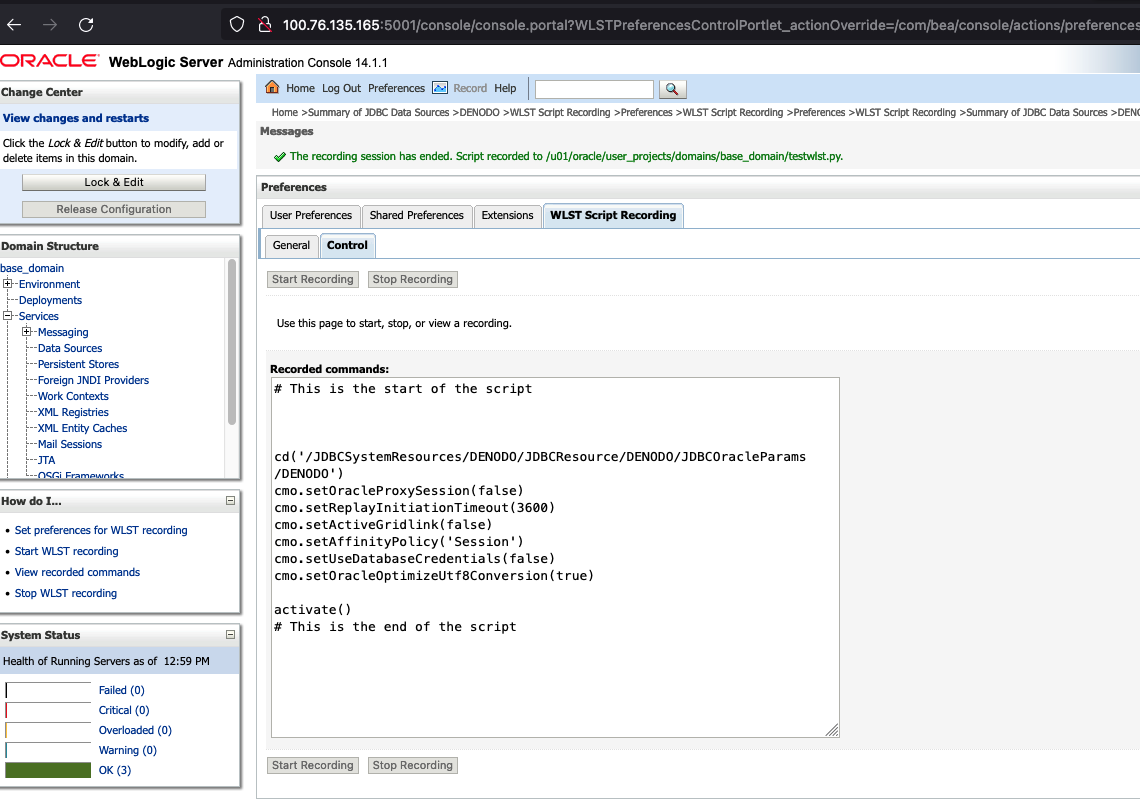 100.76.135.165:5001/console/console.portal?WLSTPreferencesControlPortlet_actionOverride=/com/bea/console/actions/preferences
ORACLE WebLogic Server Administration Console 14.1.1
Change Center
View changes and restarts
Click the Lock & Edit button to modify, add or
delete items in this domain.
Lock & Edit
Release Configuration
Domain Structure
base_domain
Environment
Deployments
Services
Messaging
Data Sources
Persistent Stores
Foreign JNDI Providers
Work Contexts
XML Registries
XML Entity Caches
Mail Sessions
JTA
OSGi Frameworks
How do I...
Set preferences for WLST recording
Start WLST recording
View recorded commands
Stop WLST recording
System Status
Health of Running Servers as of 12:59 PM
Failed (0)
Critical (0)
Overloaded (0)
Warning (0)
OK (3)
Home Log Out Preferences Record Help
Home >Summary of JDBC Data Sources >DENODO >WLST Script Recording >Preferences >WLST Script Recording >Preferences >WLST Script Recording >Summary of JDBC Data Sources >DENO
Messages
The recording session has ended. Script recorded to /u01/oracle/user_projects/domains/base_domain/testwlst.py.
Preferences
User Preferences Shared Preferences Extensions WLST Script Recording
General Control
Start Recording Stop Recording
Use this page to start, stop, or view a recording.
Recorded commands:
# This is the start of the script
cd('/JDBCSystemResources/DENODO/JDBCResource/DENODO/JDBCOracleParams
/DENODO')
cmo.setOracleProxySession(false)
cmo.setReplayInitiationTimeout(3600)
cmo.setActiveGridlink(false)
cmo.setAffinityPolicy('Session')
cmo.setUseDatabaseCredentials(false)
cmo.setOracleOptimizeUtf8Conversion(true)
activate()
# This is the end of the script
Start Recording Stop Recording